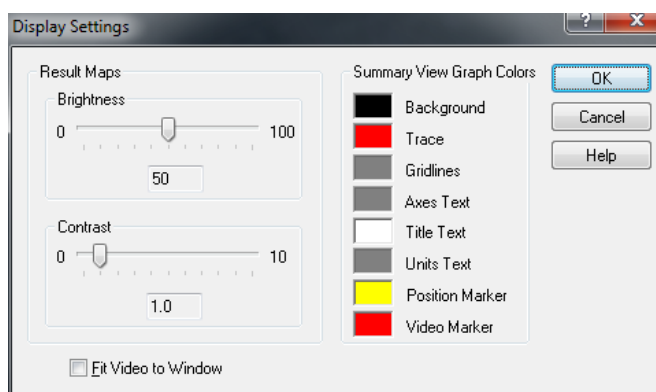 Display Settings
?
X
Result Maps
Brightness
0
100
50
Contrast
0
10
1.0
Fit Video to Window
Summary View Graph Colors
Background
Trace
Gridlines
Axes Text
Title Text
Units Text
Position Marker
Video Marker
OK
Cancel
Help